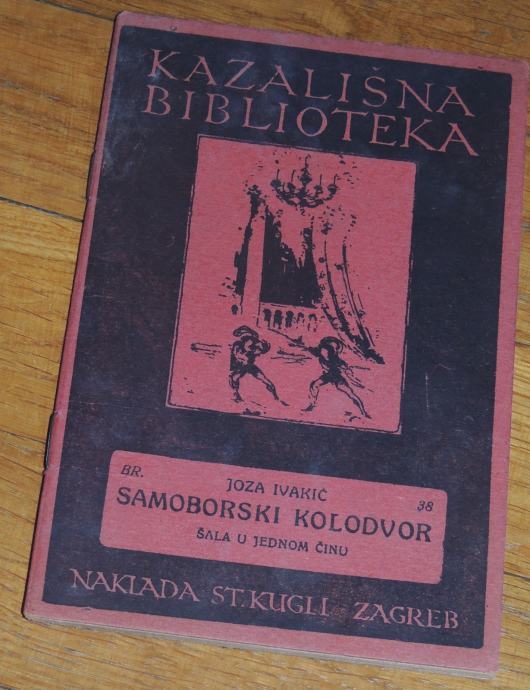 KAZALIŠNA
BIBLIOTEKA
BR. JOZA IVAKIĆ 38
SAMOBORSKI KOLODVOR
ŠALA U JEDNOM ČINU
NAKLADA ST. KUGLI ZAGREB